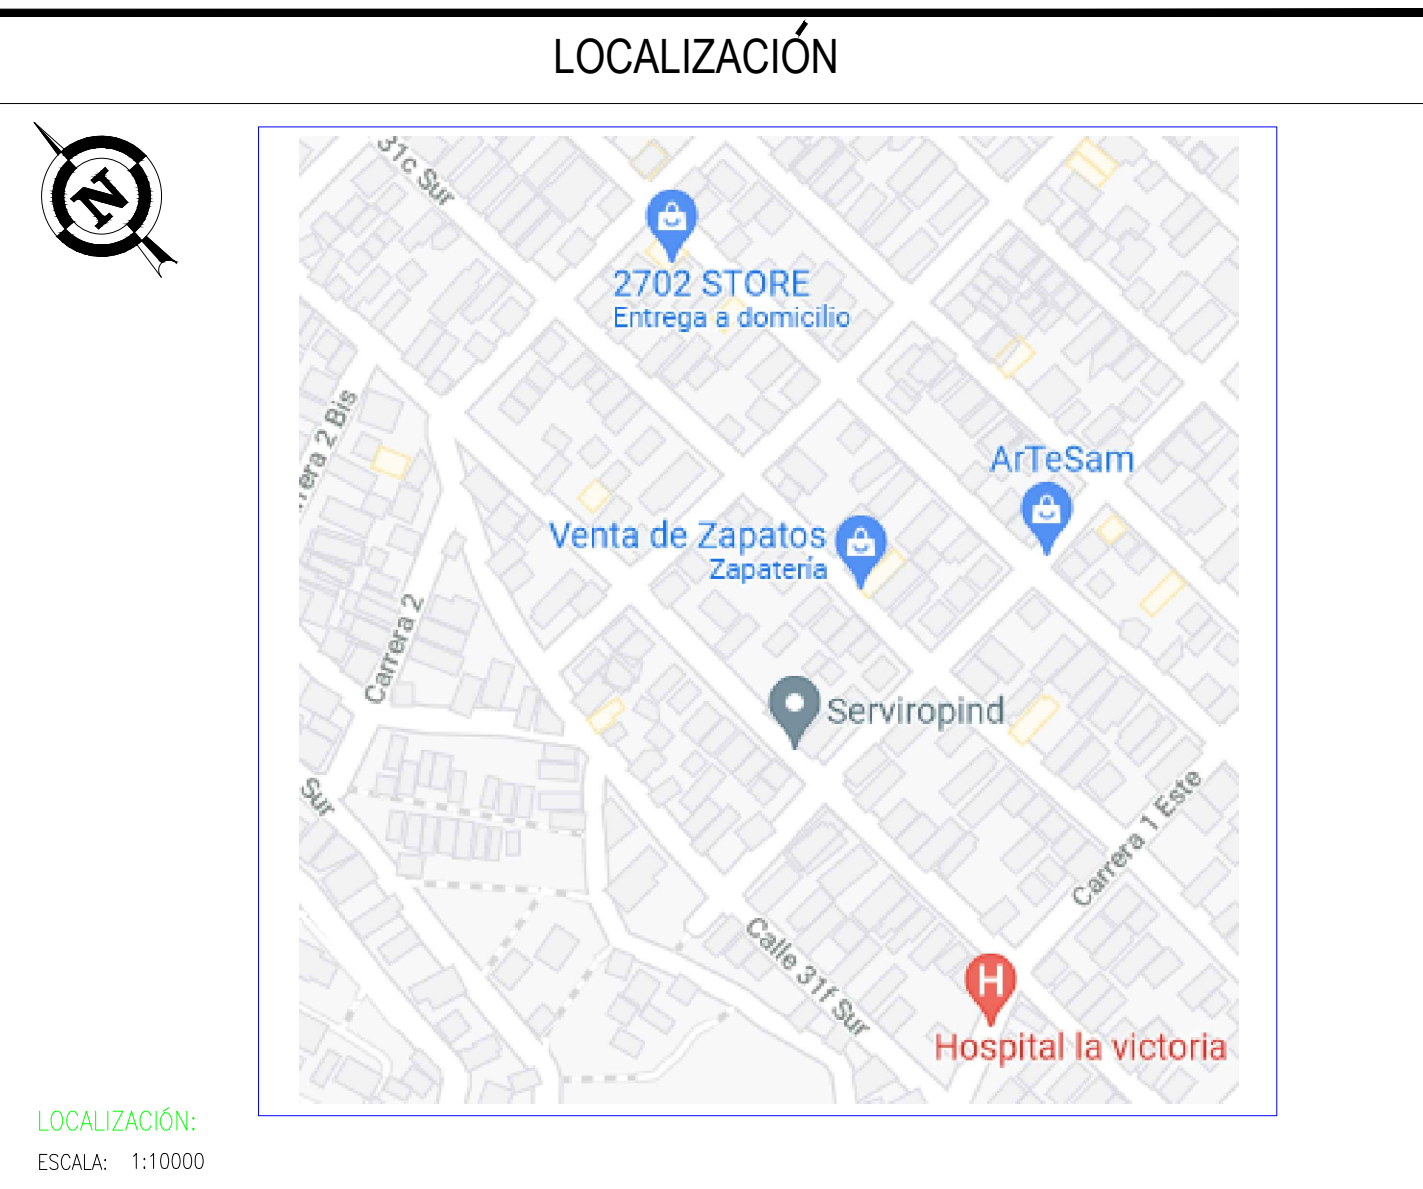 LOCALIZACIÓN
N
31c Sur
2702 STORE
Entrega a domicilio
rera 2 Bis
ArTeSam
Venta de Zapatos
Zapatería
Carrera 2
Serviropind
Sur
Carrera 1 Este
Calle 31f Sur
H
Hospital la victoria
LOCALIZACIÓN:
ESCALA: 1:10000